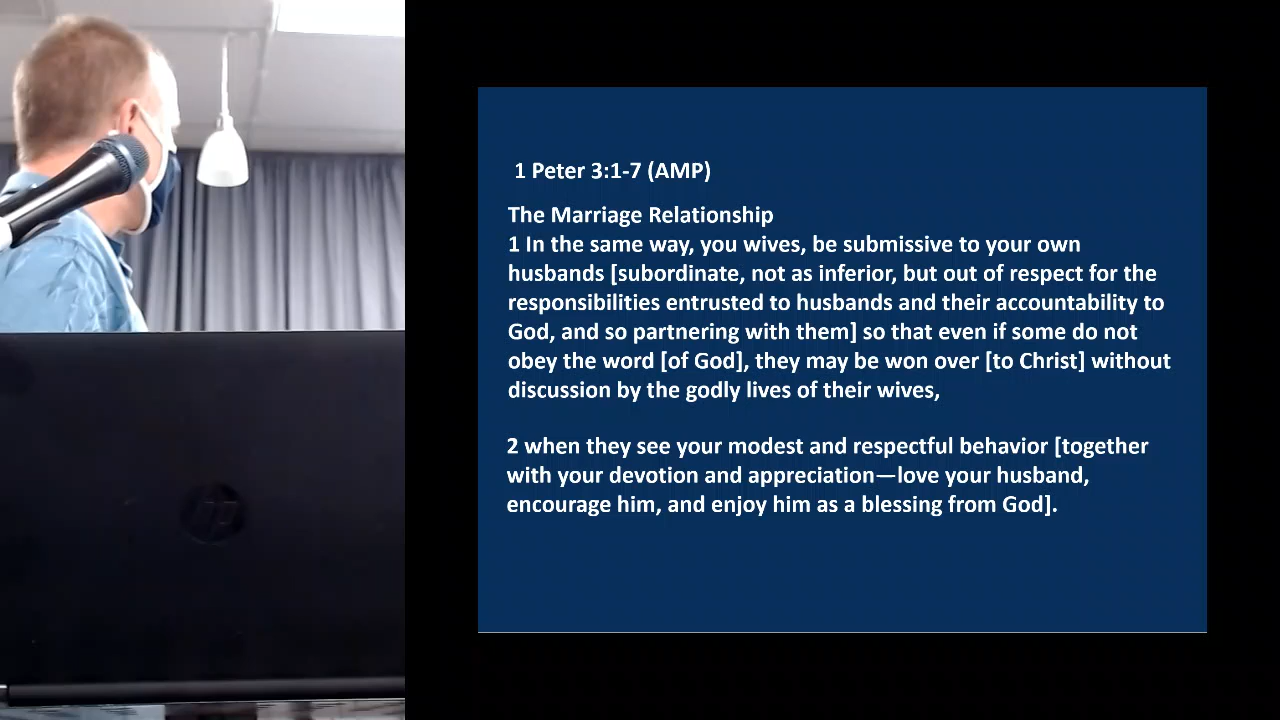 1 Peter 3:1-7 (AMP)
The Marriage Relationship
1 In the same way, you wives, be submissive to your own
husbands [subordinate, not as inferior, but out of respect for the
responsibilities entrusted to husbands and their accountability to
God, and so partnering with them] so that even if some do not
obey the word [of God], they may be won over [to Christ] without
discussion by the godly lives of their wives,
2 when they see your modest and respectful behavior [together
with your devotion and appreciation—love your husband,
encourage him, and enjoy him as a blessing from God].
hp